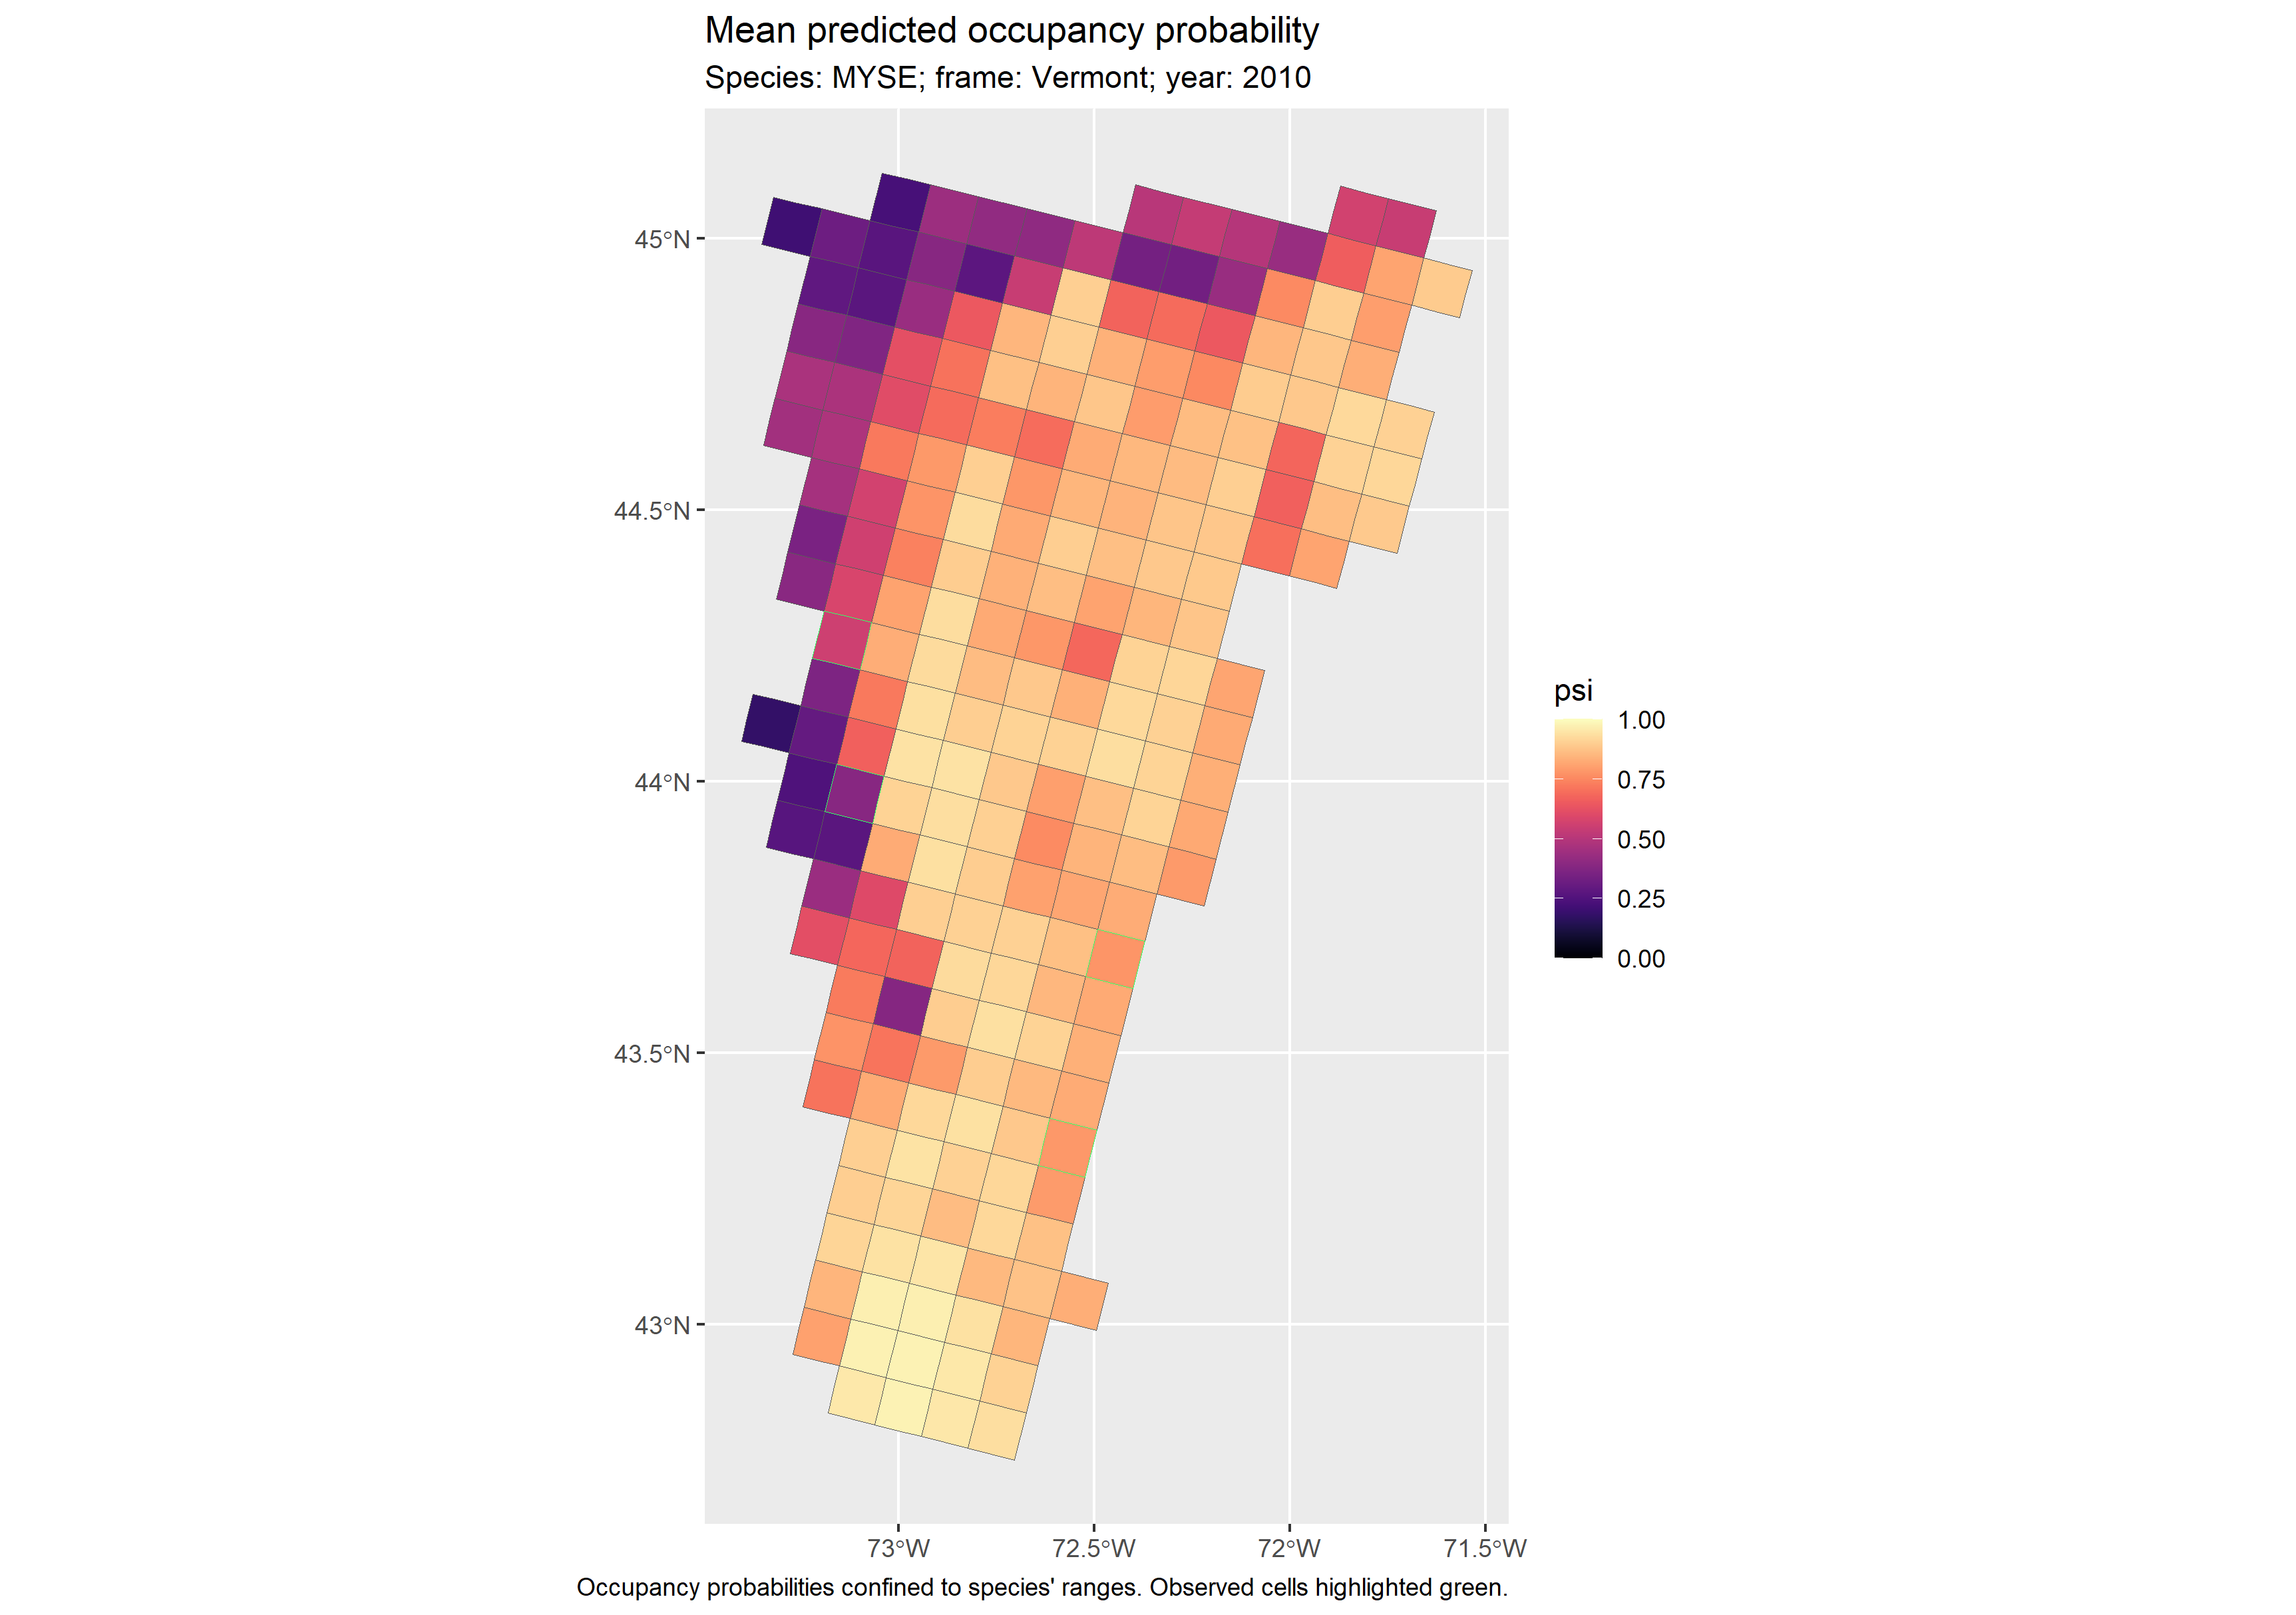 Mean predicted occupancy probability
Species: MYSE; frame: Vermont; year: 2010
45°N
44.5°N
44°N
43.5°N
43°N
73°W
72.5°W
72°W
71.5°W
psi
1.00
0.75
0.50
0.25
0.00
Occupancy probabilities confined to species' ranges. Observed cells highlighted green.